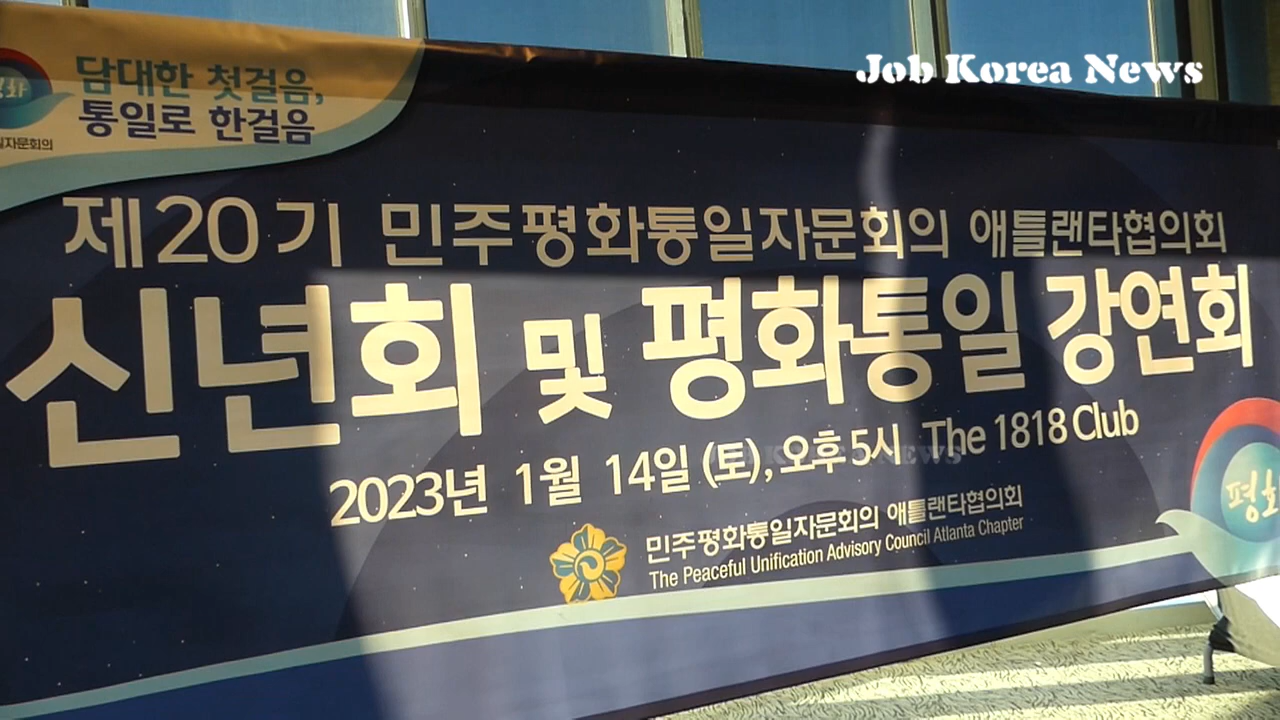 Job Korea News
담대한 첫걸음,
통일로 한걸음
제20기 민주평화통일자문회의 애틀랜타협의회
신년회 및 평화통일 강연회
2023년 1월 14일 (토), 오후 5시 The 1818 Club
민주평화통일자문회의 애틀랜타협의회
The Peaceful Unification Advisory Council Atlanta Chapter